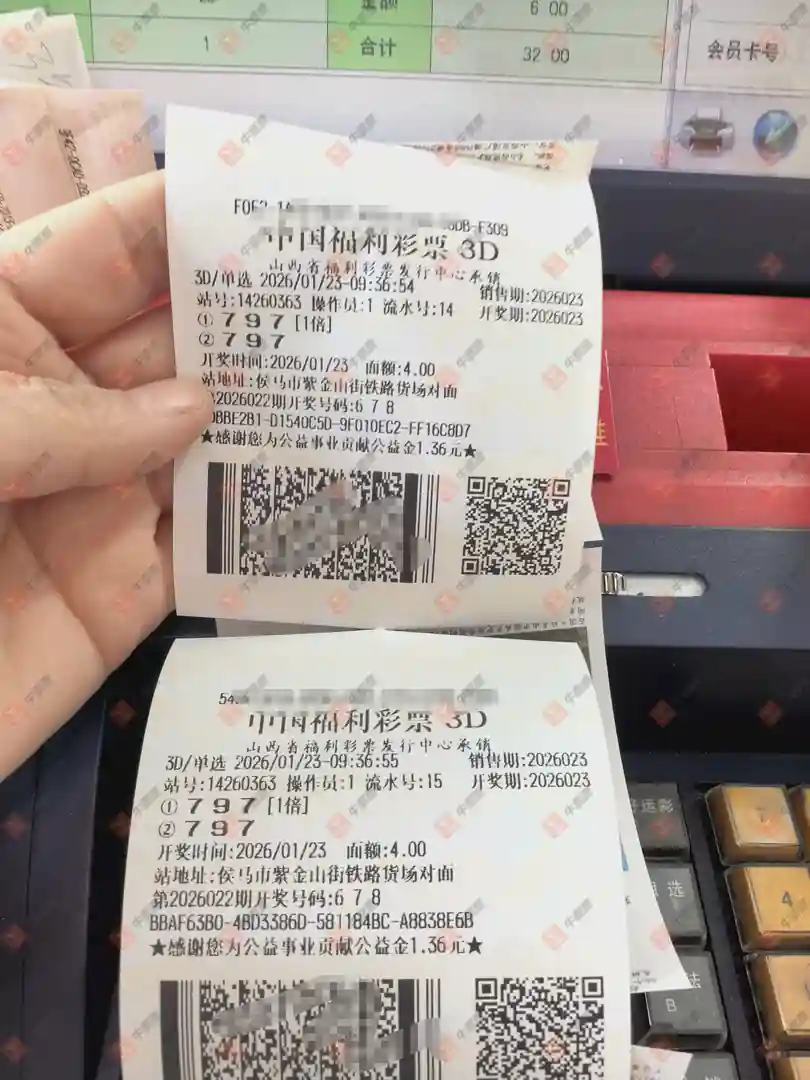 金额
6 00
1
合计
32 00
会员卡号
中国福利彩票 3D
山西省福利彩票发行中心承销
3D/单选 2026/01/23-09:36:54 销售期:2026023
站号:14260363 操作员:1 流水号:14 开奖期:2026023
① 7 9 7 [1倍]
② 7 9 7
开奖时间:2026/01/23 面额:4.00
站地址:侯马市紫金山街铁路货场对面
2026022期开奖号码:6 7 8
DBBE2B1-D1540C5D-9F010EC2-FF16C8D7
★感谢您为公益事业贡献公益金1.36元★
中国福利彩票 3D
山西省福利彩票发行中心承销
3D/单选 2026/01/23-09:36:55 销售期:2026023
站号:14260363 操作员:1 流水号:15 开奖期:2026023
① 7 9 7 [1倍]
② 7 9 7
开奖时间:2026/01/23 面额:4.00
站地址:侯马市紫金山街铁路货场对面
第2026022期开奖号码:6 7 8
BBAF63B0-4BD3386D-581184BC-A8838E6B
★感谢您为公益事业贡献公益金1.36元★
7
4
B